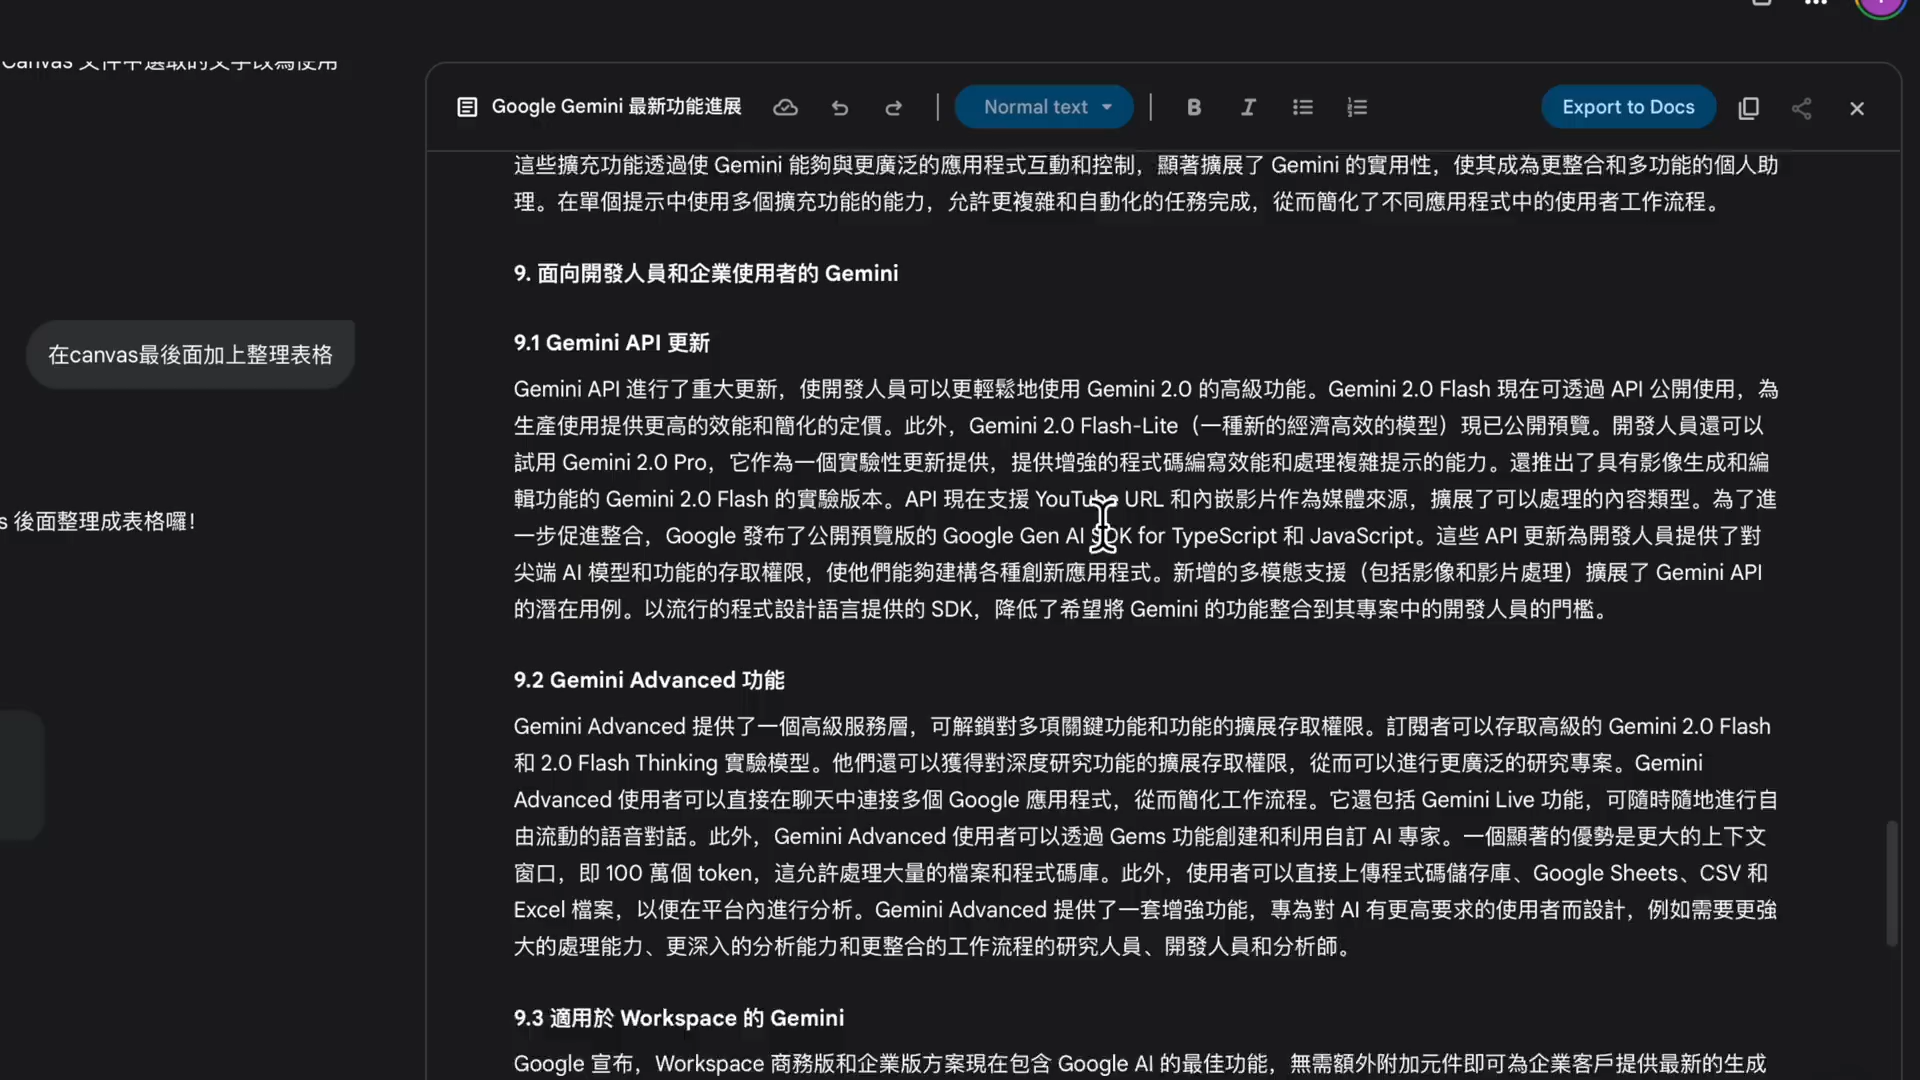 Canvas 文件中選取的文字改為使用
在canvas最後面加上整理表格
s 後面整理成表格囉！
Google Gemini 最新功能進展
Normal text
Export to Docs
這些擴充功能透過使 Gemini 能夠與更廣泛的應用程式互動和控制，顯著擴展了 Gemini 的實用性，使其成為更整合和多功能的個人助
理。在單個提示中使用多個擴充功能的能力，允許更複雜和自動化的任務完成，從而簡化了不同應用程式中的使用者工作流程。
9. 面向開發人員和企業使用者的 Gemini
9.1 Gemini API 更新
Gemini API 進行了重大更新，使開發人員可以更輕鬆地使用 Gemini 2.0 的高級功能。Gemini 2.0 Flash 現在可透過 API 公開使用，為
生產使用提供更高的效能和簡化的定價。此外，Gemini 2.0 Flash-Lite（一種新的經濟高效的模型）現已公開預覽。開發人員還可以
試用 Gemini 2.0 Pro，它作為一個實驗性更新提供，提供增強的程式碼編寫效能和處理複雜提示的能力。還推出了具有影像生成和編
輯功能的 Gemini 2.0 Flash 的實驗版本。API 現在支援 YouTube URL 和內嵌影片作為媒體來源，擴展了可以處理的內容類型。為了進
一步促進整合，Google 發布了公開預覽版的 Google Gen AI SDK for TypeScript 和 JavaScript。這些 API 更新為開發人員提供了對
尖端 AI 模型和功能的存取權限，使他們能夠建構各種創新應用程式。新增的多模態支援（包括影像和影片處理）擴展了 Gemini API
的潛在用例。以流行的程式設計語言提供的 SDK，降低了希望將 Gemini 的功能整合到其專案中的開發人員的門檻。
9.2 Gemini Advanced 功能
Gemini Advanced 提供了一個高級服務層，可解鎖對多項關鍵功能和功能的擴展存取權限。訂閱者可以存取高級的 Gemini 2.0 Flash
和 2.0 Flash Thinking 實驗模型。他們還可以獲得對深度研究功能的擴展存取權限，從而可以進行更廣泛的研究專案。Gemini
Advanced 使用者可以直接在聊天中連接多個 Google 應用程式，從而簡化工作流程。它還包括 Gemini Live 功能，可隨時隨地進行自
由流動的語音對話。此外，Gemini Advanced 使用者可以透過 Gems 功能創建和利用自訂 AI 專家。一個顯著的優勢是更大的上下文
窗口，即 100 萬個 token，這允許處理大量的檔案和程式碼庫。此外，使用者可以直接上傳程式碼儲存庫、Google Sheets、CSV 和
Excel 檔案，以便在平台內進行分析。Gemini Advanced 提供了一套增強功能，專為對 AI 有更高要求的使用者而設計，例如需要更強
大的處理能力、更深入的分析能力和更整合的工作流程的研究人員、開發人員和分析師。
9.3 適用於 Workspace 的 Gemini
Google 宣布，Workspace 商務版和企業版方案現在包含 Google AI 的最佳功能，無需額外附加元件即可為企業客戶提供最新的生成